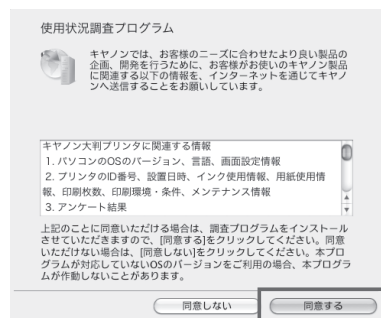 使用状況調査プログラム
キヤノンでは、お客様のニーズに合わせたより良い製品の
企画、開発を行うために、お客様がお使いのキヤノン製品
に関連する以下の情報を、インターネットを通じてキヤノ
ンへ送信することをお願いしています。
キヤノン大判プリンタに関連する情報
1. パソコンのOSのバージョン、言語、画面設定情報
2. プリンタのID番号、設置日時、インク使用情報、用紙使用情
報、印刷枚数、印刷環境・条件、メンテナンス情報
3. アンケート結果
上記のことに同意いただける場合は、調査プログラムをインストール
させていただきますので、[同意する]をクリックしてください。同意
いただけない場合は、[同意しない]をクリックしてください。本プロ
グラムが対応していないOSのバージョンをご利用の場合、本プログラ
ムが作動しないことがあります。
同意しない
同意する